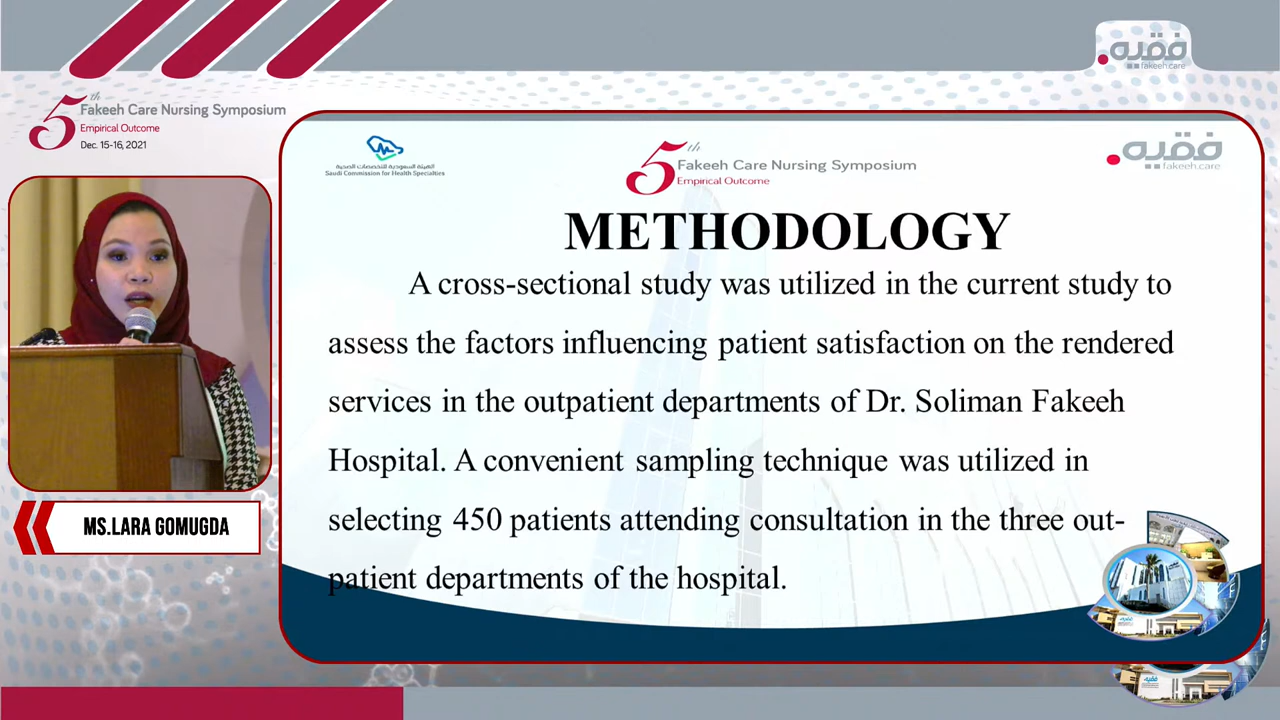 فقيه
fakeeh.care
5th Fakeeh Care Nursing Symposium
Empirical Outcome
Dec. 15-16, 2021
الهيئة السعودية للتخصصات الصحية
Saudi Commission for Health Specialties
5th Fakeeh Care Nursing Symposium
Empirical Outcome
فقيه
fakeeh.care
METHODOLOGY
A cross-sectional study was utilized in the current study to
assess the factors influencing patient satisfaction on the rendered
services in the outpatient departments of Dr. Soliman Fakeeh
Hospital. A convenient sampling technique was utilized in
selecting 450 patients attending consultation in the three out-
patient departments of the hospital.
MS.LARA GOMUGDA